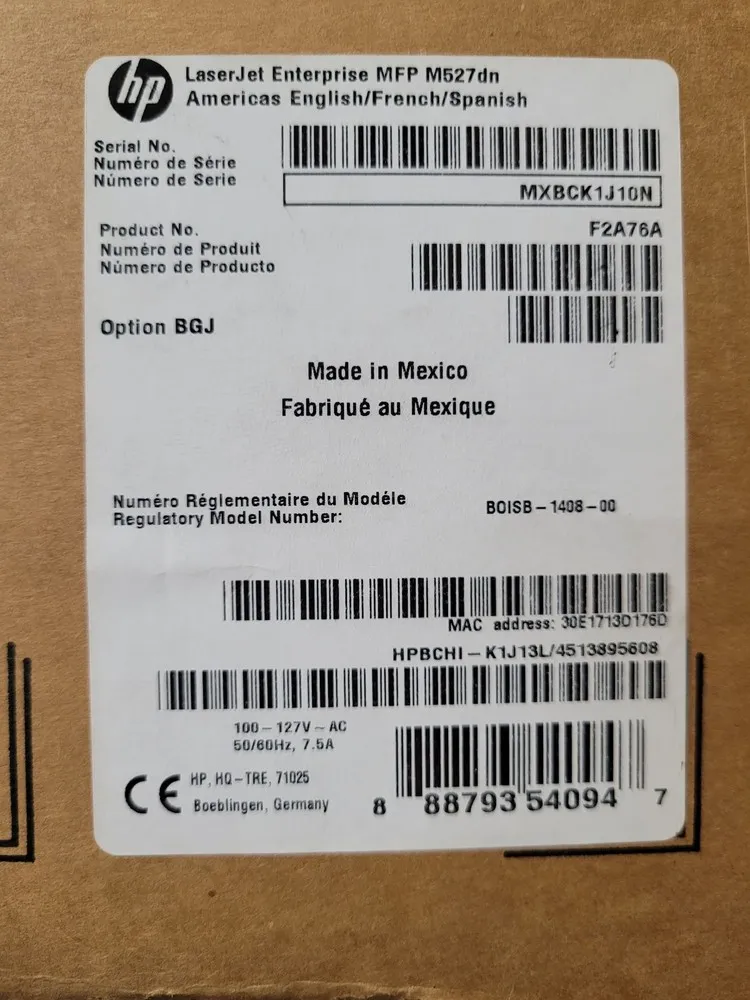 hp LaserJet Enterprise MFP M527dn
Americas English/French/Spanish
Serial No.
Numéro de Série
Número de Serie
MXBCK1J10N
Product No.
Numéro de Produit
Número de Producto
F2A76A
Option BGJ
Made in Mexico
Fabriqué au Mexique
Numéro Réglementaire du Modéle
Regulatory Model Number:
BOISB-1408-00
MAC address: 30E1713D176D
HPBCHI-K1J13L/4513895608
100-127V~AC
50/60Hz, 7.5A
CE
HP, HQ-TRE, 71025
Boeblingen, Germany
8 88793 54094 7